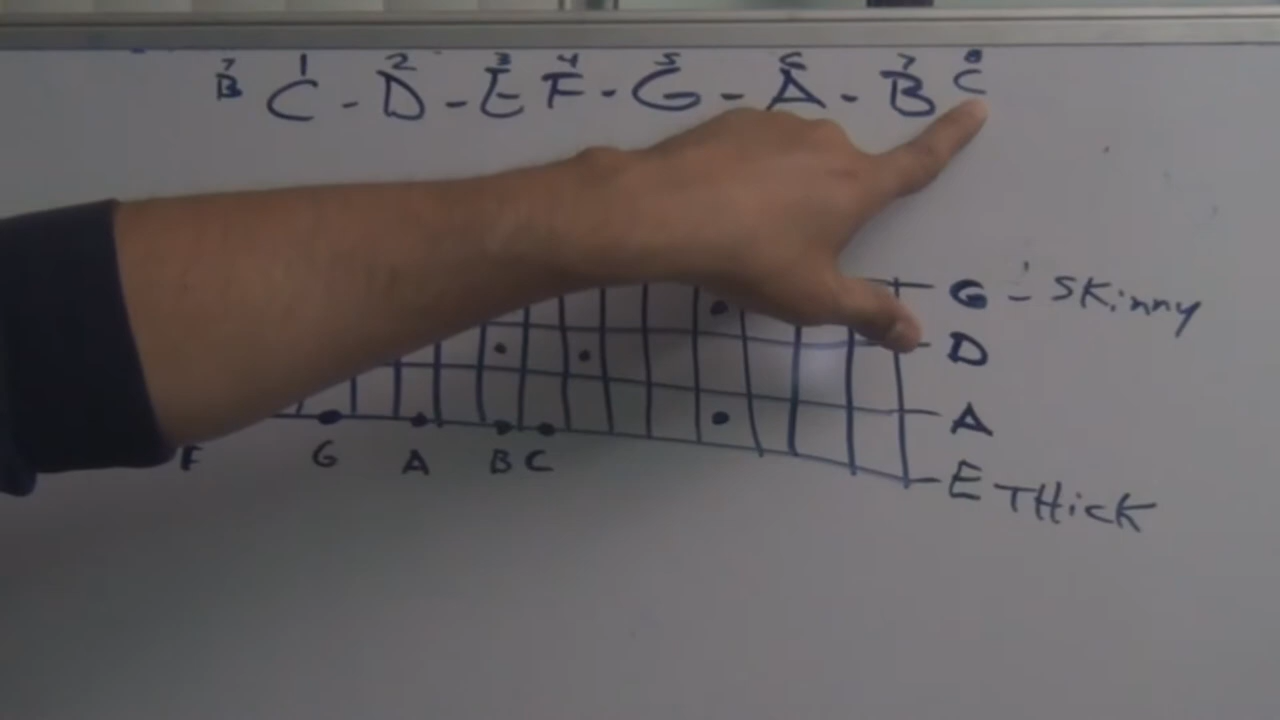 7 1 2 3 4 5 6 7 8
B C - D - E F - G - A - B C
G - Skinny
D
A
F G A B C
E THicK